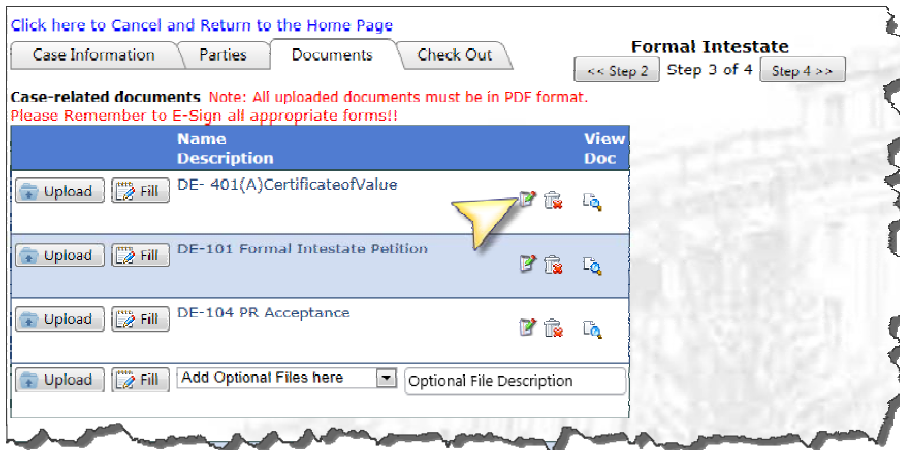 Click here to Cancel and Return to the Home Page
Case Information Parties Documents Check Out
Formal Intestate
<< Step 2 Step 3 of 4 Step 4 >>
Case-related documents Note: All uploaded documents must be in PDF format.
Please Remember to E-Sign all appropriate forms!!
Name View
Description Doc
Upload Fill DE- 401(A)CertificateofValue
Upload Fill DE-101 Formal Intestate Petition
Upload Fill DE-104 PR Acceptance
Upload Fill Add Optional Files here Optional File Description